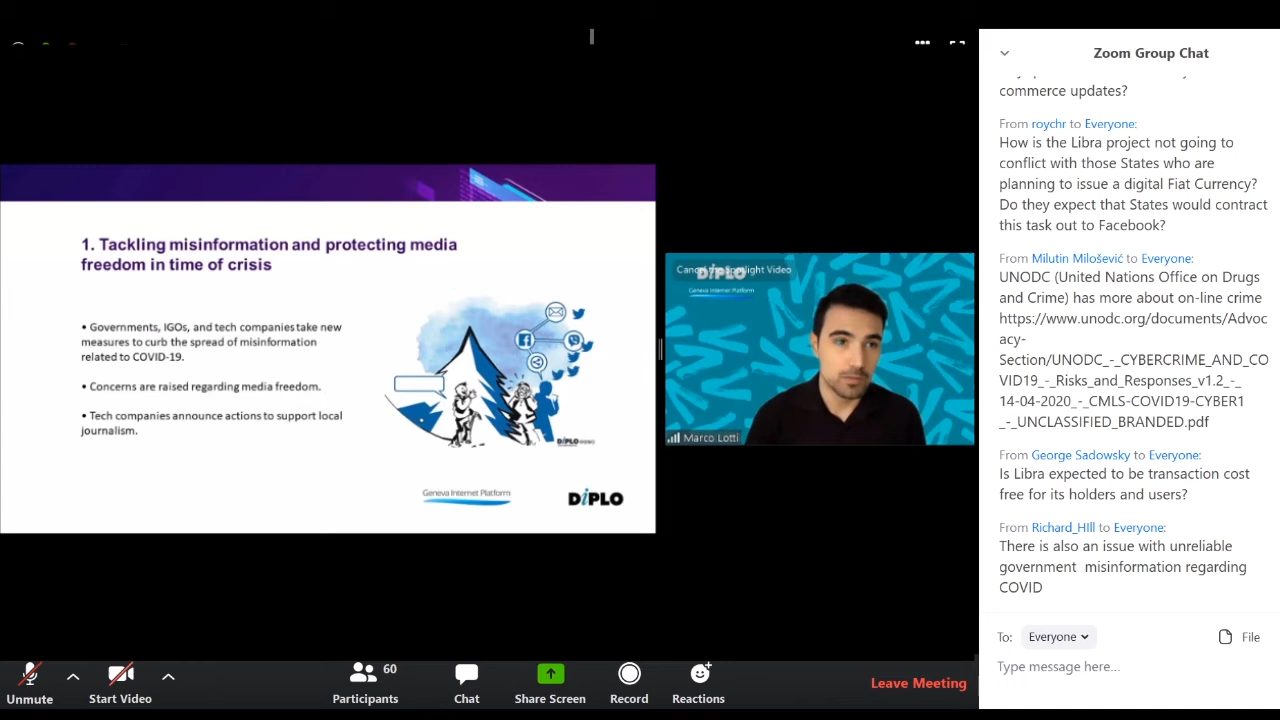 1. Tackling misinformation and protecting media
freedom in time of crisis
• Governments, IGOs, and tech companies take new
measures to curb the spread of misinformation
related to COVID-19.
• Concerns are raised regarding media freedom.
• Tech companies announce actions to support local
journalism.
DiPLO
Geneva Internet Platform
DiPLO
Cancel the Spotlight Video
DiPLO
Geneva Internet Platform
Marco Lotti
Zoom Group Chat
commerce updates?
From roychr to Everyone:
How is the Libra project not going to
conflict with those States who are
planning to issue a digital Fiat Currency?
Do they expect that States would contract
this task out to Facebook?
From Milutin Milošević to Everyone:
UNODC (United Nations Office on Drugs
and Crime) has more about on-line crime
https://www.unodc.org/documents/Advoc
acy-
Section/UNODC_-_CYBERCRIME_AND_CO
VID19_-_Risks_and_Responses_v1.2_-_
14-04-2020_-_CMLS-COVID19-CYBER1
_-_UNCLASSIFIED_BRANDED.pdf
From George Sadowsky to Everyone:
Is Libra expected to be transaction cost
free for its holders and users?
From Richard_HIll to Everyone:
There is also an issue with unreliable
government  misinformation regarding
COVID
To: Everyone File
Type message here...
Unmute
Start Video
60
Participants
Chat
Share Screen
Record
Reactions
Leave Meeting